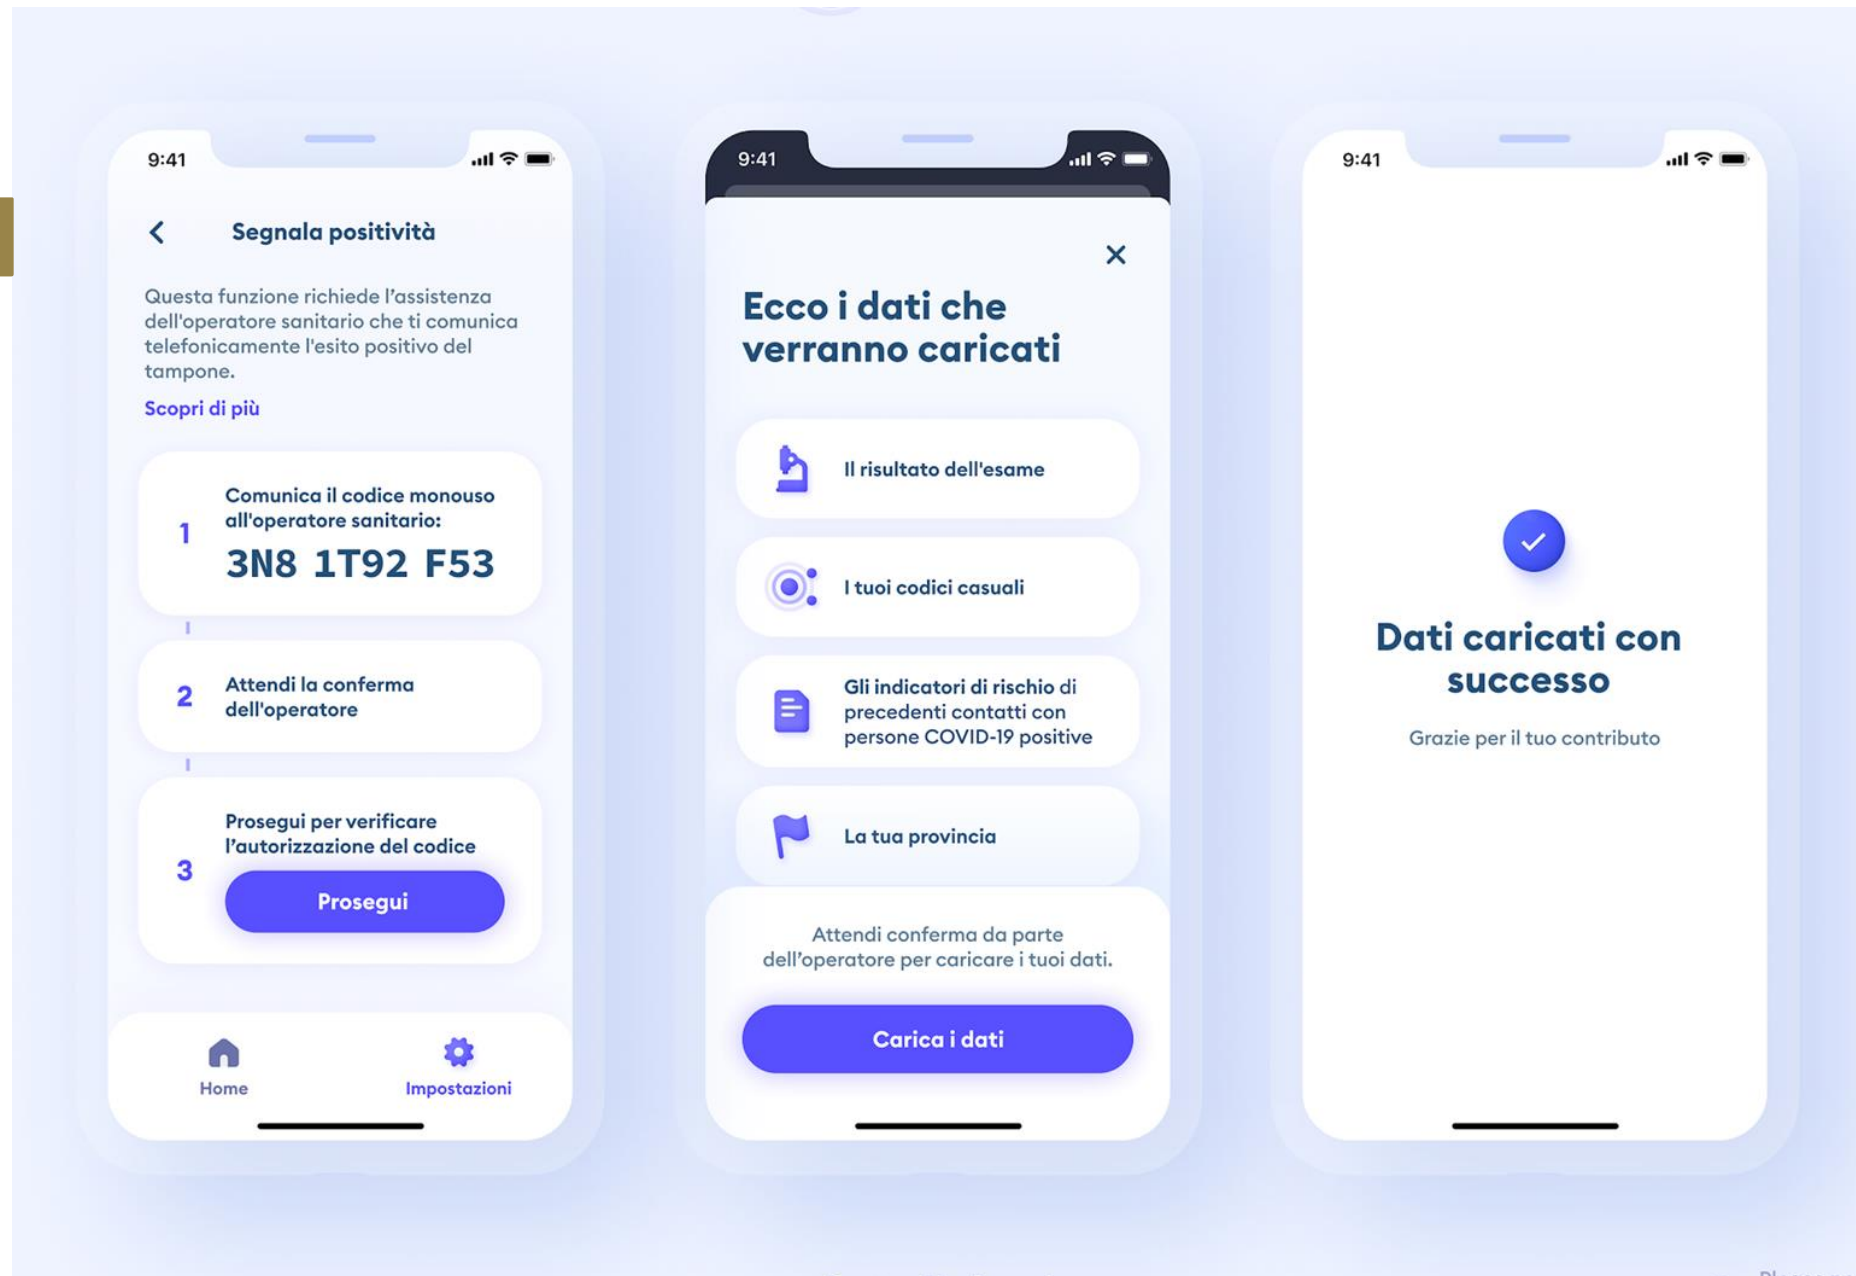 9:41
Segnala positività
Questa funzione richiede l’assistenza
dell'operatore sanitario che ti comunica
telefonicamente l'esito positivo del
tampone.
Scopri di più
1
Comunica il codice monouso
all'operatore sanitario:
3N8 1T92 F53
2
Attendi la conferma
dell'operatore
3
Prosegui per verificare
l’autorizzazione del codice
Prosegui
Home
Impostazioni
9:41
Ecco i dati che
verranno caricati
Il risultato dell'esame
I tuoi codici casuali
Gli indicatori di rischio di
precedenti contatti con
persone COVID-19 positive
La tua provincia
Attendi conferma da parte
dell’operatore per caricare i tuoi dati.
Carica i dati
9:41
Dati caricati con
successo
Grazie per il tuo contributo